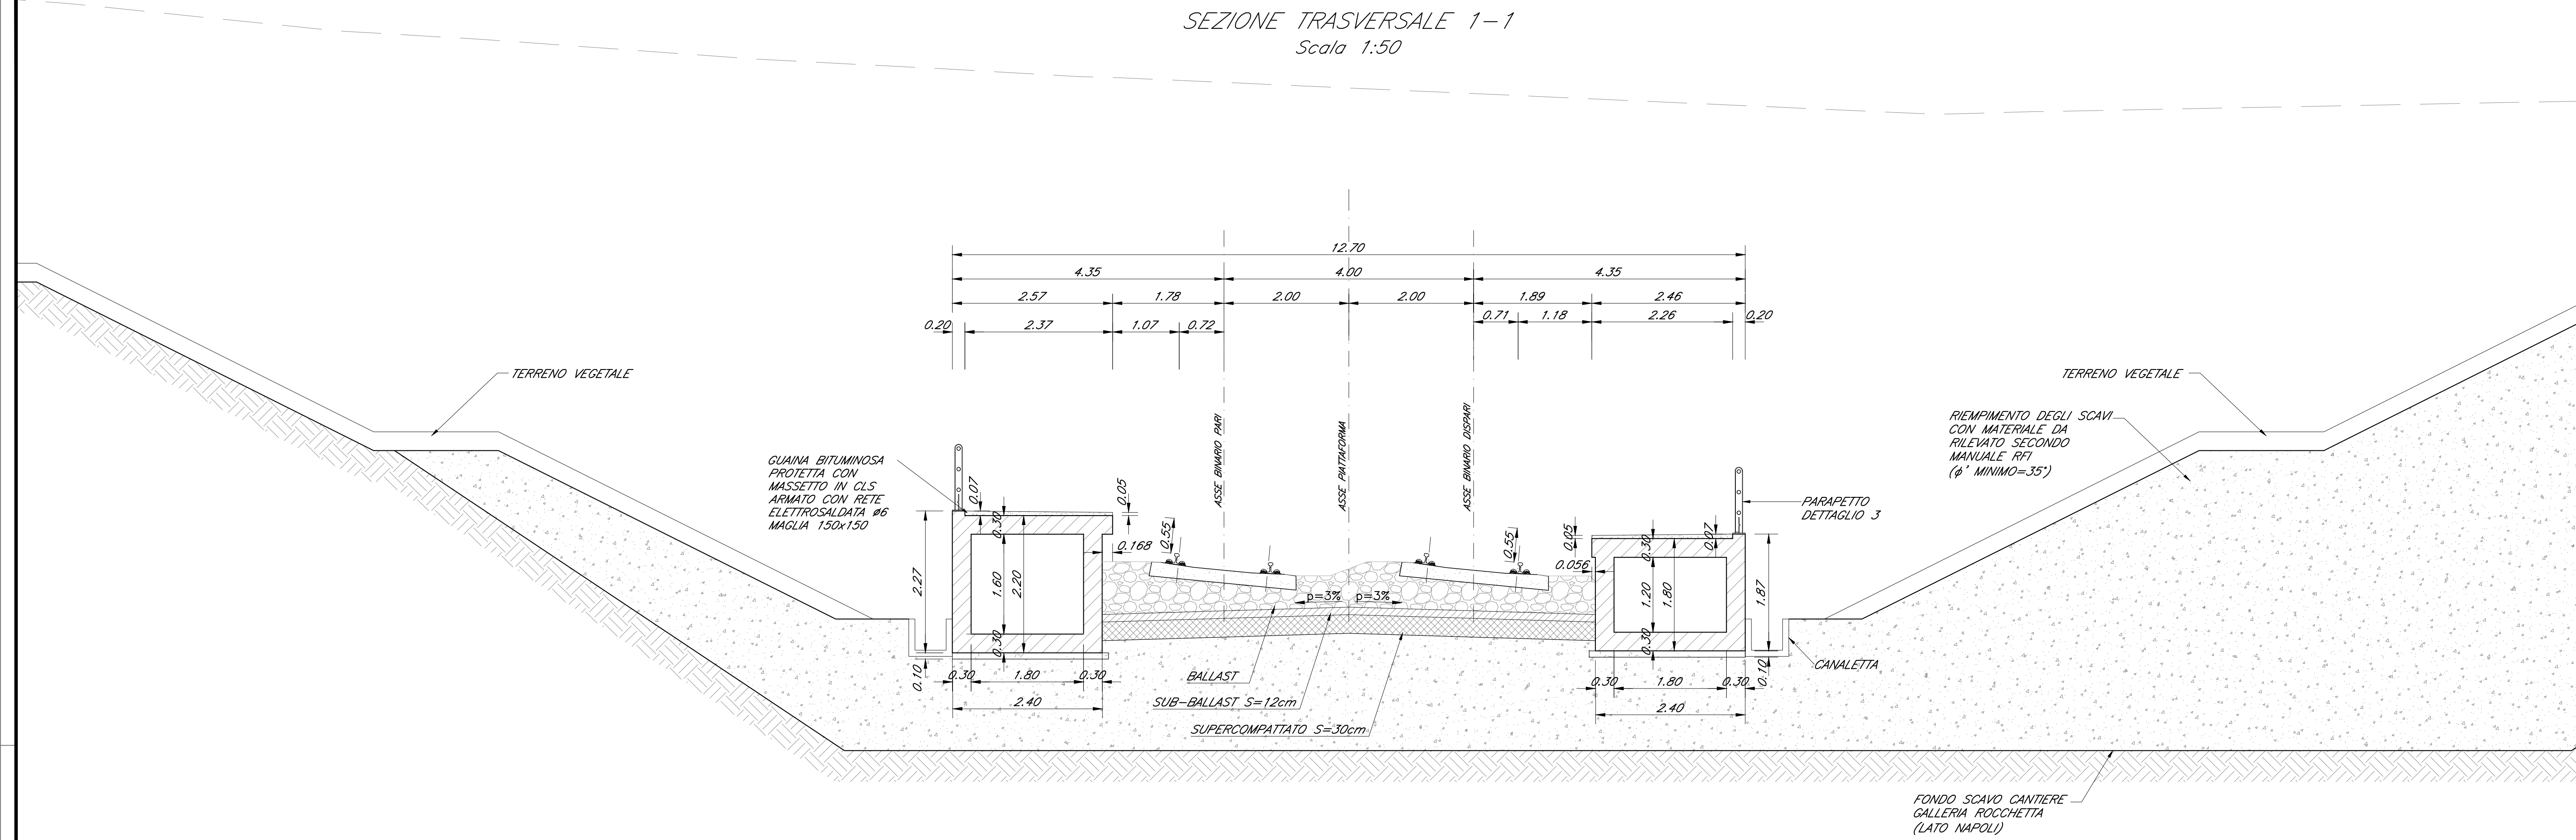 SEZIONE TRASVERSALE 1-1
Scala 1:50
12.70
4.35
4.00
4.35
2.57
1.78
2.00
2.00
1.89
2.46
0.20
2.37
1.07
0.72
0.71
1.18
2.26
0.20
TERRENO VEGETALE
TERRENO VEGETALE
RIEMPIMENTO DEGLI SCAVI
CON MATERIALE DA
RILEVATO SECONDO
MANUALE RFI
(φ' MINIMO=35°)
ASSE BINARIO PARI
ASSE PIATTAFORMA
ASSE BINARIO DISPARI
GUAINA BITUMINOSA
PROTETTA CON
MASSETTO IN CLS
ARMATO CON RETE
ELETTROSALDATA ø6
MAGLIA 150x150
PARAPETTO
DETTAGLIO 3
0.07
0.05
0.30
0.55
0.168
2.27
1.60
2.20
0.30
0.10
0.30
1.80
0.30
2.40
p=3%
p=3%
0.55
0.05
0.056
0.30
0.07
1.20
1.80
1.87
0.30
0.10
0.30
1.80
0.30
2.40
CANALETTA
BALLAST
SUB-BALLAST S=12cm
SUPERCOMPATTATO S=30cm
FONDO SCAVO CANTIERE
GALLERIA ROCCHETTA
(LATO NAPOLI)